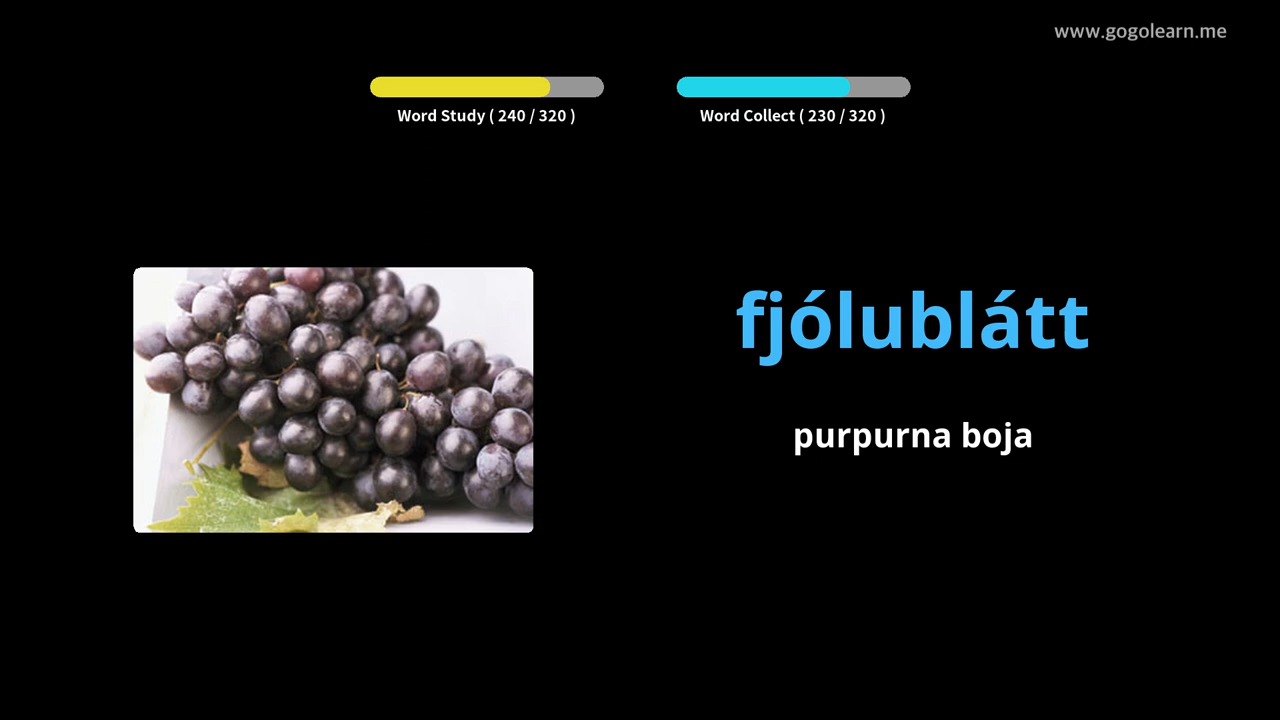 www.gogolearn.me
Word Study ( 240 / 320 )
Word Collect ( 230 / 320 )
fjólublátt
purpurna boja